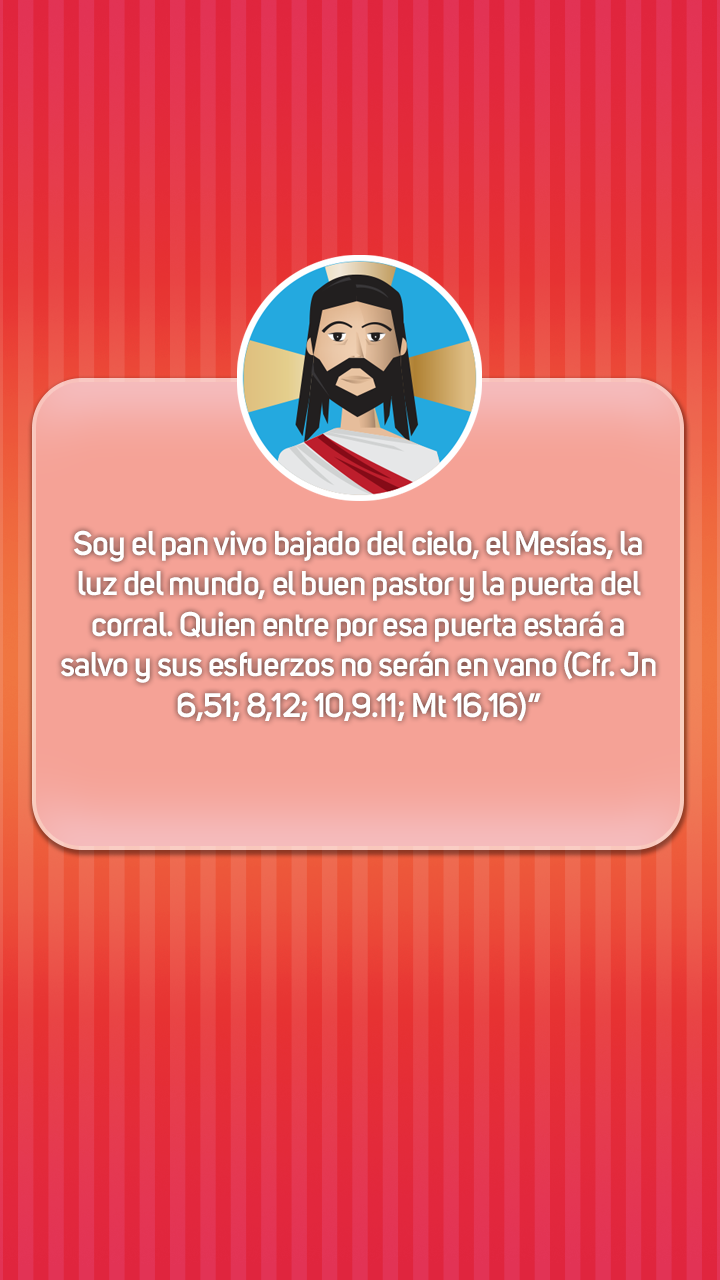 Soy el pan vivo bajado del cielo, el Mesías, la
luz del mundo, el buen pastor y la puerta del
corral. Quien entre por esa puerta estará a
salvo y sus esfuerzos no serán en vano (Cfr. Jn
6,51; 8,12; 10,9.11; Mt 16,16)”